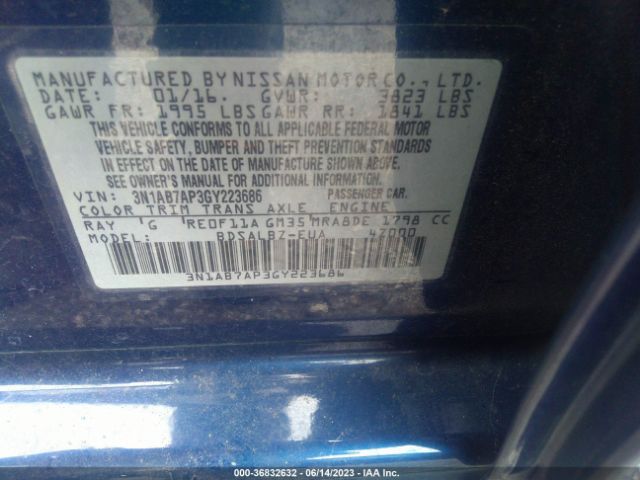 MANUFACTURED BY NISSAN MOTOR CO., LTD.
DATE: 01/16. GVWR: 3823 LBS
GAWR FR: 1995 LBS GAWR RR: 1841 LBS
THIS VEHICLE CONFORMS TO ALL APPLICABLE FEDERAL MOTOR
VEHICLE SAFETY, BUMPER AND THEFT PREVENTION STANDARDS
IN EFFECT ON THE DATE OF MANUFACTURE SHOWN ABOVE.
SEE OWNER'S MANUAL FOR ADDITIONAL INFORMATION
VIN: 3N1AB7AP3GY223686 PASSENGER CAR.
COLOR TRIM TRANS AXLE ENGINE
RAY 'G RE0F11A GM35 MRA8DE 1798 CC
MODEL: BDSALBZ-EUA 4Z000
3N1AB7AP3GY223686
© - 36832632 - 06/14/2023 - IAA Inc.